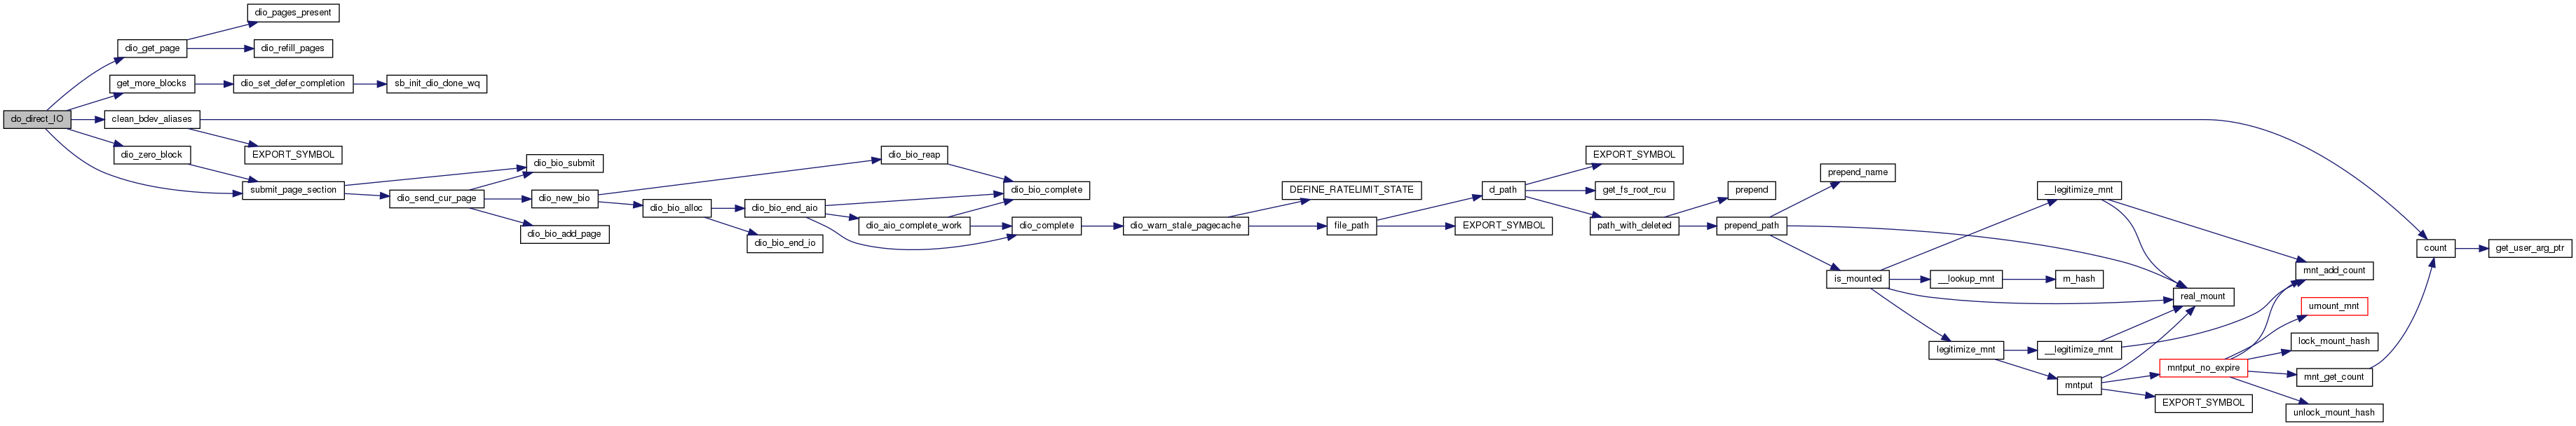 do_direct_IO
dio_get_page
dio_pages_present
dio_refill_pages
get_more_blocks
dio_set_defer_completion
sb_init_dio_done_wq
clean_bdev_aliases
EXPORT_SYMBOL
dio_zero_block
submit_page_section
dio_bio_submit
dio_send_cur_page
dio_new_bio
dio_bio_add_page
dio_bio_reap
dio_bio_alloc
dio_bio_end_aio
dio_bio_end_io
dio_bio_complete
dio_aio_complete_work
dio_complete
dio_warn_stale_pagecache
DEFINE_RATELIMIT_STATE
file_path
d_path
EXPORT_SYMBOL
EXPORT_SYMBOL
get_fs_root_rcu
path_with_deleted
prepend
prepend_path
prepend_name
is_mounted
__legitimize_mnt
__lookup_mnt
m_hash
real_mount
legitimize_mnt
__legitimize_mnt
mntput
mntput_no_expire
EXPORT_SYMBOL
mnt_add_count
umount_mnt
lock_mount_hash
mnt_get_count
unlock_mount_hash
count
get_user_arg_ptr